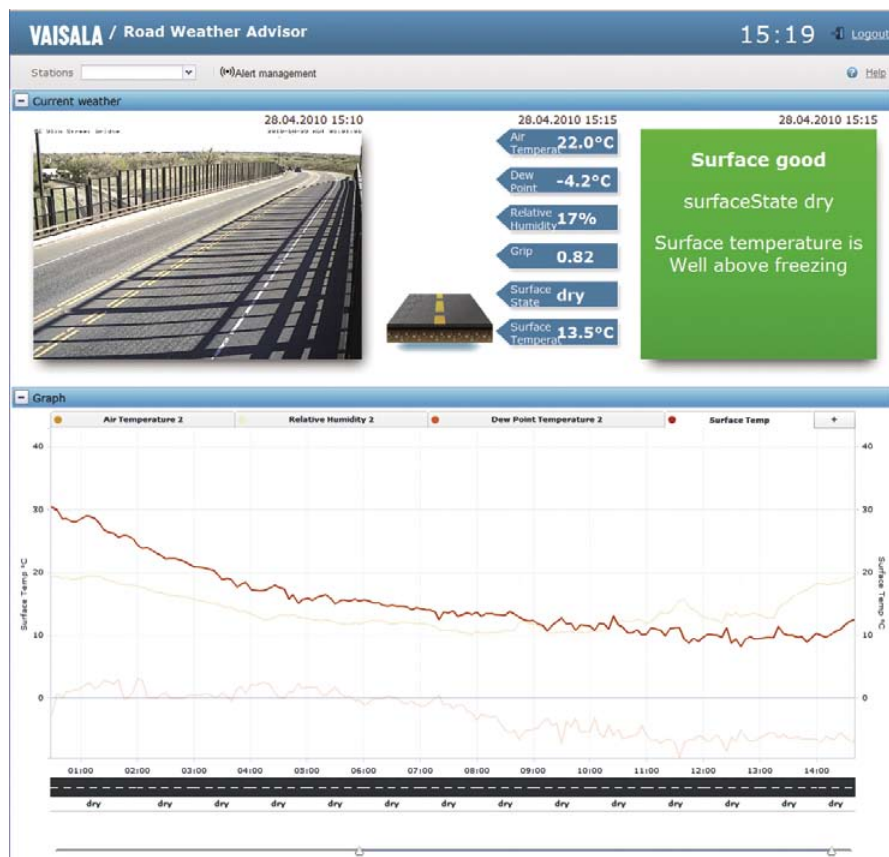 VAISALA / Road Weather Advisor
15:19
Logout
Stations
Alert management
Help
Current weather
28.04.2010 15:10
28.04.2010 15:15
28.04.2010 15:15
Air
Temperat 22.0°C
Dew
Point -4.2°C
Relative
Humidity 17%
Grip 0.82
Surface
State dry
Surface
Temperat 13.5°C
Surface good
surfaceState dry
Surface temperature is
Well above freezing
Graph
Air Temperature 2
Relative Humidity 2
Dew Point Temperature 2
Surface Temp
+
40
30
20
10
0
Surface Temp °C
40
30
20
10
0
Surface Temp °C
01:00 02:00 03:00 04:00 05:00 06:00 07:00 08:00 09:00 10:00 11:00 12:00 13:00 14:00
dry dry dry dry dry dry dry dry dry dry dry dry dry dry